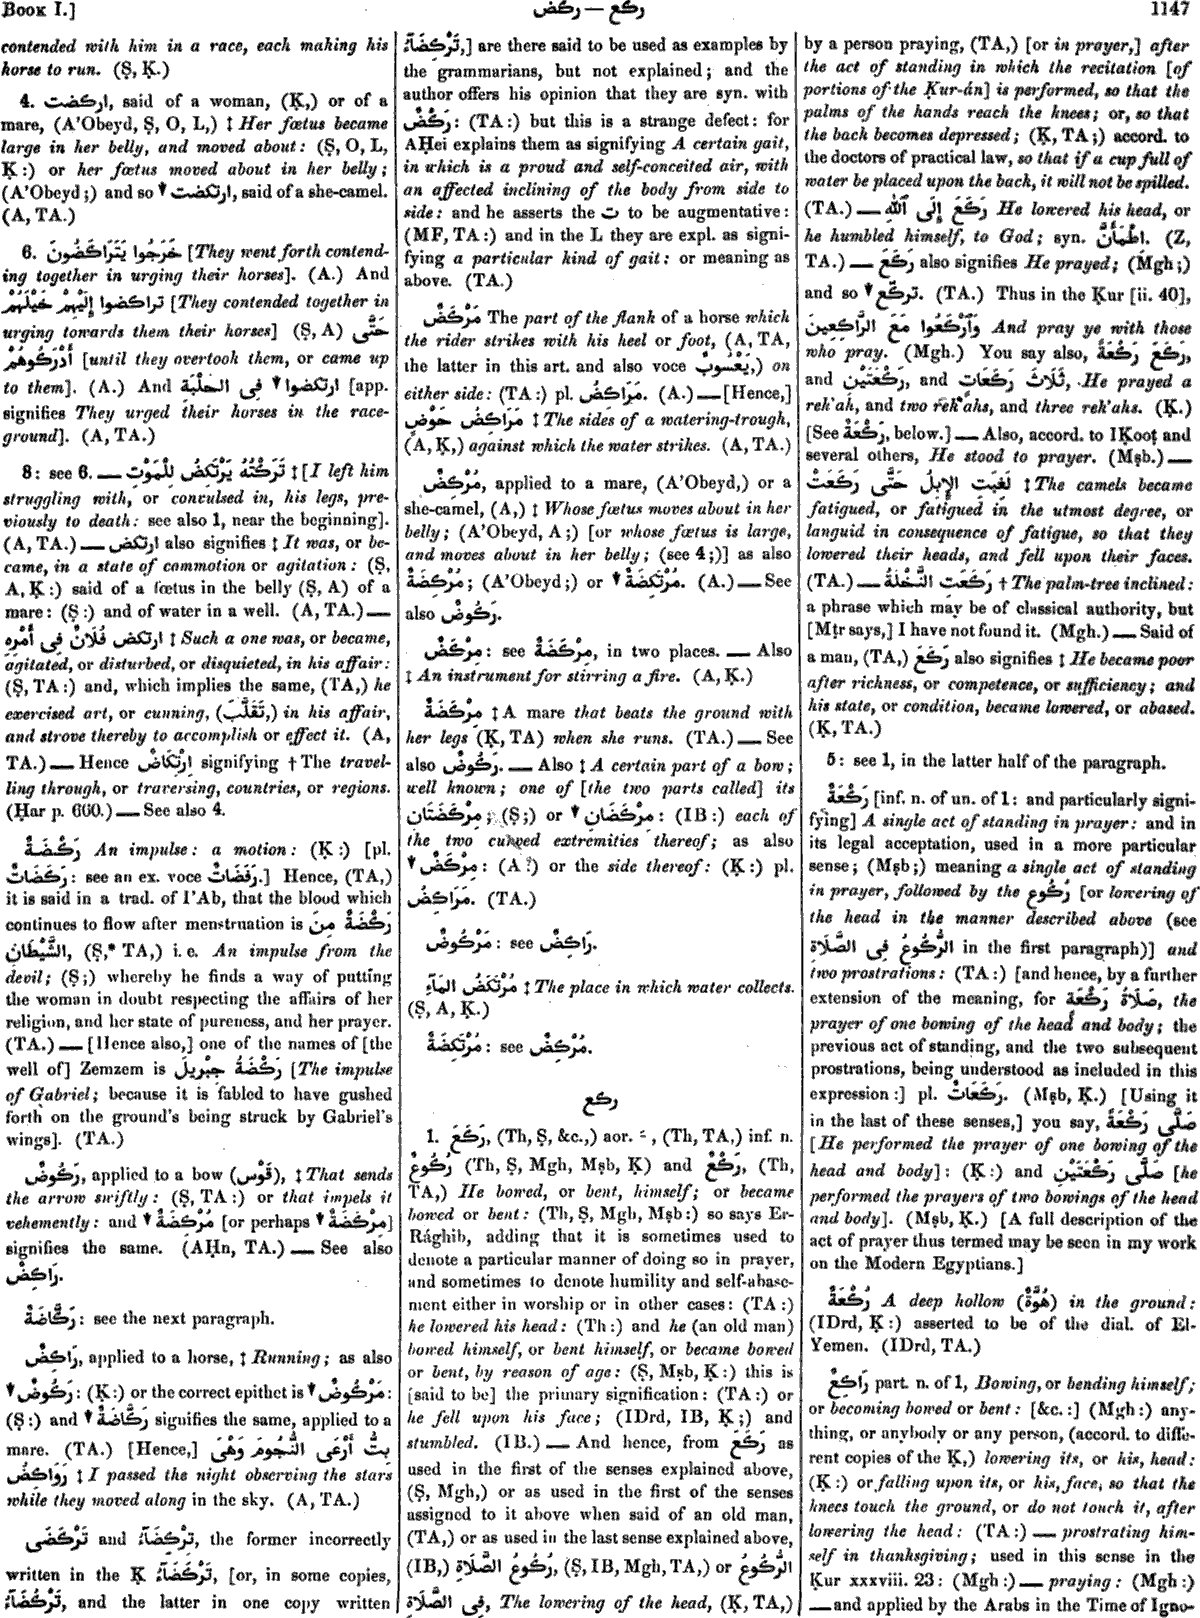 Book I.]
ركض — ركع
1147
contended with him in a race, each making his
horse to run. (Ṣ, Ḳ.)
4. اركضت, said of a woman, (Ḳ,) or of a
mare, (A'Obeyd, Ṣ, O, L,) ‡ Her fœtus became
large in her belly, and moved about: (Ṣ, O, L,
Ḳ:) or her fœtus moved about in her belly;
(A'Obeyd;) and so ▼ ارتكضت, said of a she-camel.
(A, TA.)
6. خَرَجُوا يَتَرَاكَضُونَ [They went forth contend-
ing together in urging their horses]. (A.) And
تراكضوا إِلَيْهِمْ خَيْلَهُمْ [They contended together in
urging towards them their horses] (Ṣ, A) حَتَّى
أَدْرَكُوهُمْ [until they overtook them, or came up
to them]. (A.) And ارتكضوا ▼ فِى الحَلْبَةِ [app.
signifies They urged their horses in the race-
ground]. (A, TA.)
8: see 6. — تَرَكْتُهُ يَرْتَكِضُ لِلْمَوْتِ ‡ [I left him
struggling with, or convulsed in, his legs, pre-
viously to death: see also 1, near the beginning].
(A, TA.) — ارتكض also signifies ‡ It was, or be-
came, in a state of commotion or agitation: (Ṣ,
A, Ḳ:) said of a fœtus in the belly (Ṣ, A) of a
mare: (Ṣ:) and of water in a well. (A, TA.) —
ارتكض فُلَانٌ فِى أَمْرِهِ ‡ Such a one was, or became,
agitated, or disturbed, or disquieted, in his affair:
(Ṣ, TA:) and, which implies the same, (TA,) he
exercised art, or cunning, (تَقَلَّبَ,) in his affair,
and strove thereby to accomplish or effect it. (A,
TA.) — Hence اِرْتِكَاضٌ signifying † The travel-
ling through, or traversing, countries, or regions.
(Ḥar p. 660.) — See also 4.
رَكْضَةٌ An impulse: a motion: (Ḳ:) [pl.
رَكَضَاتٌ: see an ex. voce رَفَضَاتٌ.] Hence, (TA,)
it is said in a trad. of I'Ab, that the blood which
continues to flow after menstruation is
رَكْضَةٌ مِنَ
الشَّيْطَانِ, (Ṣ,* TA,) i.e. An impulse from the
devil; (Ṣ;) whereby he finds a way of putting
the woman in doubt respecting the affairs of her
religion, and her state of pureness, and her prayer.
(TA.) — [Hence also,] one of the names of [the
well of] Zemzem is رَكْضَةُ جِبْرِيلَ [The impulse
of Gabriel; because it is fabled to have gushed
forth on the ground's being struck by Gabriel's
wings]. (TA.)
رَكُوضٌ, applied to a bow (قَوْس), ‡ That sends
the arrow swiftly: (Ṣ, TA:) or that impels it
vehemently: and ▼ مُرْكِضَةٌ [or perhaps ▼ مِرْكَضَةٌ]
signifies the same. (AḤn, TA.) — See also
رَاكِضٌ.
رَكَّاضَةٌ: see the next paragraph.
رَاكِضٌ, applied to a horse, ‡ Running; as also
▼ رَكُوضٌ: (Ḳ:) or the correct epithet is ▼ مَرْكُوضٌ:
(Ṣ:) and ▼ رَكَّاضَةٌ signifies the same, applied to a
mare. (TA.) [Hence,] بِتُّ أَرْعَى النُّجُومَ وَهْىَ
رَوَاكِضُ ‡ I passed the night observing the stars
while they moved along in the sky. (A, TA.)
تَرْكَضَى and تِرْكِضَآءُ, the former incorrectly
written in the Ḳ تَرْكَضَآءُ, [or, in some copies,
تَرْكُضَآءُ, and the latter in one copy written
تَرْكِضَآءُ,] are there said to be used as examples by
the grammarians, but not explained; and the
author offers his opinion that they are syn. with
رَكْضٌ: (TA:) but this is a strange defect: for
AḤei explains them as signifying A certain gait,
in which is a proud and self-conceited air, with
an affected inclining of the body from side to
side: and he asserts the ت to be augmentative:
(MF, TA:) and in the L they are expl. as signi-
fying a particular kind of gait: or meaning as
above. (TA.)
مَرْكَضٌ The part of the flank of a horse which
the rider strikes with his heel or foot, (A, TA,
the latter in this art. and also voce يَعْسُوبٌ,) on
either side: (TA:) pl. مَرَاكِضُ. (A.) — [Hence,]
مَرَاكِضُ حَوْضٍ ‡ The sides of a watering-trough,
(A, Ḳ,) against which the water strikes. (A, TA.)
مُرْكِضٌ, applied to a mare, (A'Obeyd,) or a
she-camel, (A,) ‡ Whose fœtus moves about in her
belly; (A'Obeyd, A;) [or whose fœtus is large,
and moves about in her belly; (see 4;)] as also
مُرْكِضَةٌ; (A'Obeyd;) or ▼ مُرْتَكِضَةٌ. (A.) — See
also رَكُوضٌ.
مِرْكَضٌ: see مِرْكَضَةٌ, in two places. — Also
‡ An instrument for stirring a fire. (A, Ḳ.)
مِرْكَضَةٌ ‡ A mare that beats the ground with
her legs (Ḳ, TA) when she runs. (TA.) — See
also رَكُوضٌ. — Also ‡ A certain part of a bow;
well known; one of [the two parts called] its
مِرْكَضَتَانِ; (Ṣ;) or ▼ مِرْكَضَانِ: (IB:) each of
the two curved extremities thereof; as also
▼ مِرْكَضٌ: (A:) or the side thereof: (Ḳ:) pl.
مَرَاكِضُ. (TA.)
مَرْكُوضٌ: see رَاكِضٌ.
مُرْتَكَضُ المَآءِ ‡ The place in which water collects.
(Ṣ, A, Ḳ.)
مُرْتَكِضَةٌ: see مُرْكِضٌ.
ركع
1. رَكَعَ, (Th, Ṣ, &c.,) aor. ـَ, (Th, TA,) inf. n.
رُكُوعٌ (Th, Ṣ, Mgh, Mṣb, Ḳ) and رَكْعٌ, (Th,
TA,) He bowed, or bent, himself; or became
bowed or bent: (Th, Ṣ, Mgh, Mṣb:) so says Er-
Rághib, adding that it is sometimes used to
denote a particular manner of doing so in prayer,
and sometimes to denote humility and self-abase-
ment either in worship or in other cases: (TA:)
he lowered his head: (Th:) and he (an old man)
bowed himself, or bent himself, or became bowed
or bent, by reason of age: (Ṣ, Mṣb, Ḳ:) this is
[said to be] the primary signification: (TA:) or
he fell upon his face; (IDrd, IB, Ḳ;) and
stumbled. (IB.) — And hence, from رَكَعَ as
used in the first of the senses explained above,
(Ṣ, Mgh,) or as used in the first of the senses
assigned to it above when said of an old man,
(TA,) or as used in the last sense explained above,
(IB,) رُكُوعُ الصَّلَاةِ, (Ṣ, IB, Mgh, TA,) or الرُّكُوعُ
فِى الصَّلَاةِ, The lowering of the head, (Ḳ, TA,)
by a person praying, (TA,) [or in prayer,] after
the act of standing in which the recitation [of
portions of the Ḳur-án] is performed, so that the
palms of the hands reach the knees; or, so that
the back becomes depressed; (Ḳ, TA;) accord. to
the doctors of practical law, so that if a cup full of
water be placed upon the back, it will not be spilled.
(TA.) — رَكَعَ إِلَى ٱللّٰهِ He lowered his head, or
he humbled himself, to God; syn. اِطْمَأَنَّ. (Z,
TA.) — رَكَعَ also signifies He prayed; (Mgh;)
and so ▼ تركّع. (TA.) Thus in the Ḳur [ii. 40],
وَٱرْكَعُوا مَعَ الرَّاكِعِينَ And pray ye with those
who pray. (Mgh.) You say also, رَكَعَ رَكْعَةً,
and رَكْعَتَيْنِ, and ثَلَاثَ رَكَعَاتٍ, He prayed a
rek'ah, and two rek'ahs, and three rek'ahs. (Ḳ.)
[See رَكْعَةٌ, below.] — Also, accord. to IḲooṭ and
several others, He stood to prayer. (Mṣb.) —
لَغِبَتِ الإِبِلُ حَتَّى رَكَعَتْ ‡ The camels became
fatigued, or fatigued in the utmost degree, or
languid in consequence of fatigue, so that they
lowered their heads, and fell upon their faces.
(TA.) — رَكَعَتِ النَّخْلَةُ † The palm-tree inclined:
a phrase which may be of classical authority, but
[Mṭr says,] I have not found it. (Mgh.) — Said of
a man, (TA,) رَكَعَ also signifies ‡ He became poor
after richness, or competence, or sufficiency; and
his state, or condition, became lowered, or abased.
(Ḳ, TA.)
5: see 1, in the latter half of the paragraph.
رَكْعَةٌ [inf. n. of un. of 1: and particularly signi-
fying] A single act of standing in prayer: and in
its legal acceptation, used in a more particular
sense; (Mṣb;) meaning a single act of standing
in prayer, followed by the رُكُوع [or lowering of
the head in the manner described above (see
الرُّكُوعُ فِى الصَّلَاةِ in the first paragraph)] and
two prostrations: (TA:) [and hence, by a further
extension of the meaning, for صَلَاةُ رَكْعَةٍ, the
prayer of one bowing of the head and body; the
previous act of standing, and the two subsequent
prostrations, being understood as included in this
expression:] pl. رَكَعَاتٌ. (Mṣb, Ḳ.) [Using it
in the last of these senses,] you say, صَلَّى رَكْعَةً
[He performed the prayer of one bowing of the
head and body]: (Ḳ:) and صَلَّى رَكْعَتَيْنِ [he
performed the prayers of two bowings of the head
and body]. (Mṣb, Ḳ.) [A full description of the
act of prayer thus termed may be seen in my work
on the Modern Egyptians.]
رُكْعَةٌ A deep hollow (هُوَّةٌ) in the ground:
(IDrd, Ḳ:) asserted to be of the dial. of El-
Yemen. (IDrd, TA.)
رَاكِعٌ part. n. of 1, Bowing, or bending himself;
or becoming bowed or bent: [&c.:] (Mgh:) any-
thing, or anybody or any person, (accord. to diffe-
rent copies of the Ḳ,) lowering its, or his, head:
(Ḳ:) or falling upon its, or his, face, so that the
knees touch the ground, or do not touch it, after
lowering the head: (TA:) — prostrating him-
self in thanksgiving; used in this sense in the
Ḳur xxxviii. 23: (Mgh:) — praying: (Mgh:)
— and applied by the Arabs in the Time of Igno-